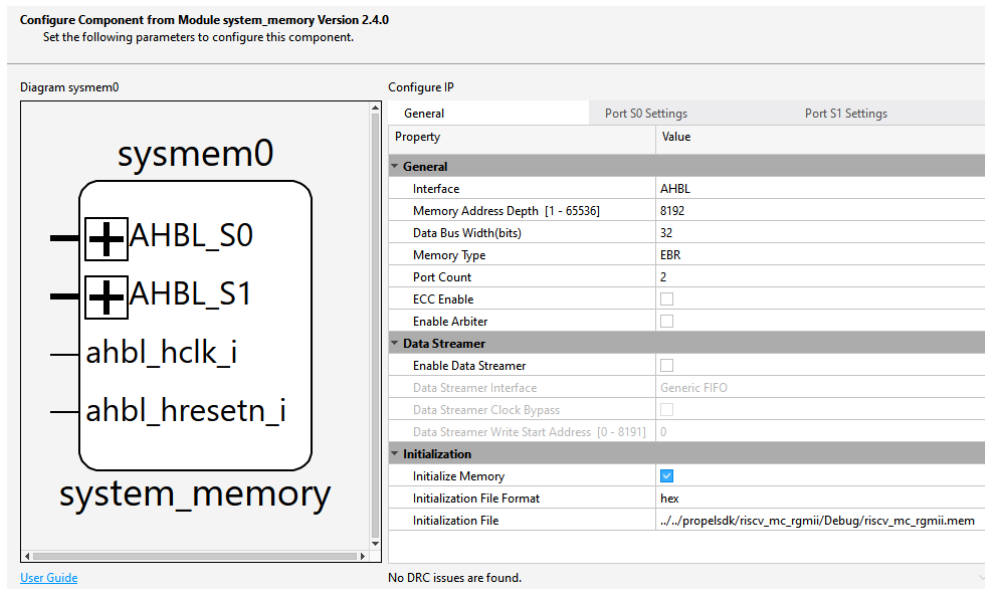 Configure Component from Module system_memory Version 2.4.0
Set the following parameters to configure this component.
Diagram sysmem0
sysmem0
AHBL_S0
AHBL_S1
ahbl_hclk_i
ahbl_hresetn_i
system_memory
User Guide
Configure IP
General Port S0 Settings Port S1 Settings
Property Value
General
Interface AHBL
Memory Address Depth [1 - 65536] 8192
Data Bus Width(bits) 32
Memory Type EBR
Port Count 2
ECC Enable
Enable Arbiter
Data Streamer
Enable Data Streamer
Data Streamer Interface Generic FIFO
Data Streamer Clock Bypass
Data Streamer Write Start Address [0 - 8191] 0
Initialization
Initialize Memory
Initialization File Format hex
Initialization File ../../propelsdk/riscv_mc_rgmii/Debug/riscv_mc_rgmii.mem
No DRC issues are found.